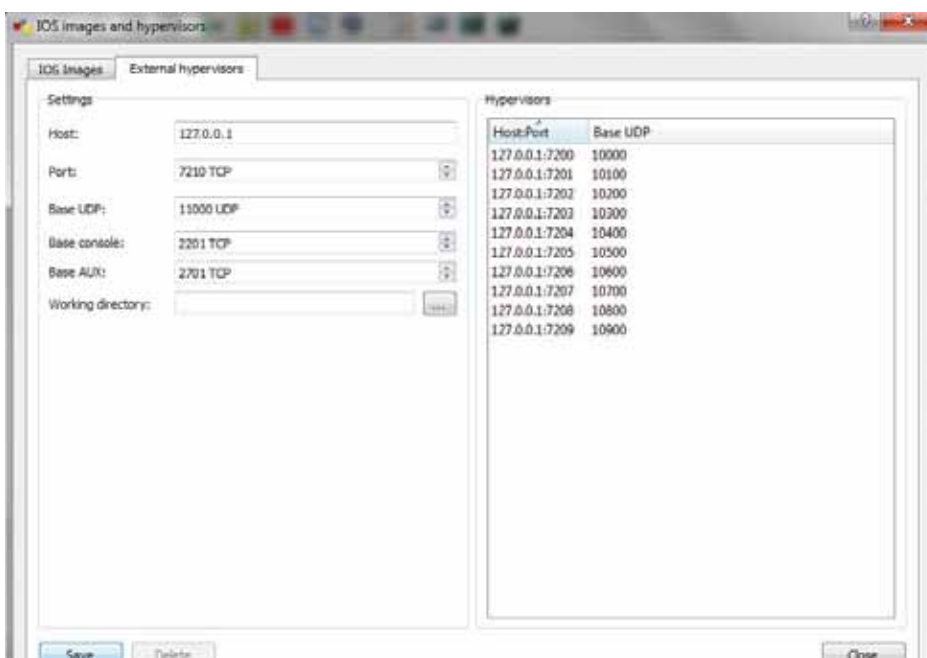 IOS images and hypervisors
IOS Images
External hypervisors
Settings
Host:
127.0.0.1
Port:
7210 TCP
Base UDP:
11000 UDP
Base console:
2201 TCP
Base AUX:
2701 TCP
Working directory:
...
Hypervisors
Host:Port Base UDP
127.0.0.1:7200 10000
127.0.0.1:7201 10100
127.0.0.1:7202 10200
127.0.0.1:7203 10300
127.0.0.1:7204 10400
127.0.0.1:7205 10500
127.0.0.1:7206 10600
127.0.0.1:7207 10700
127.0.0.1:7208 10800
127.0.0.1:7209 10900
Save
Delete
Close